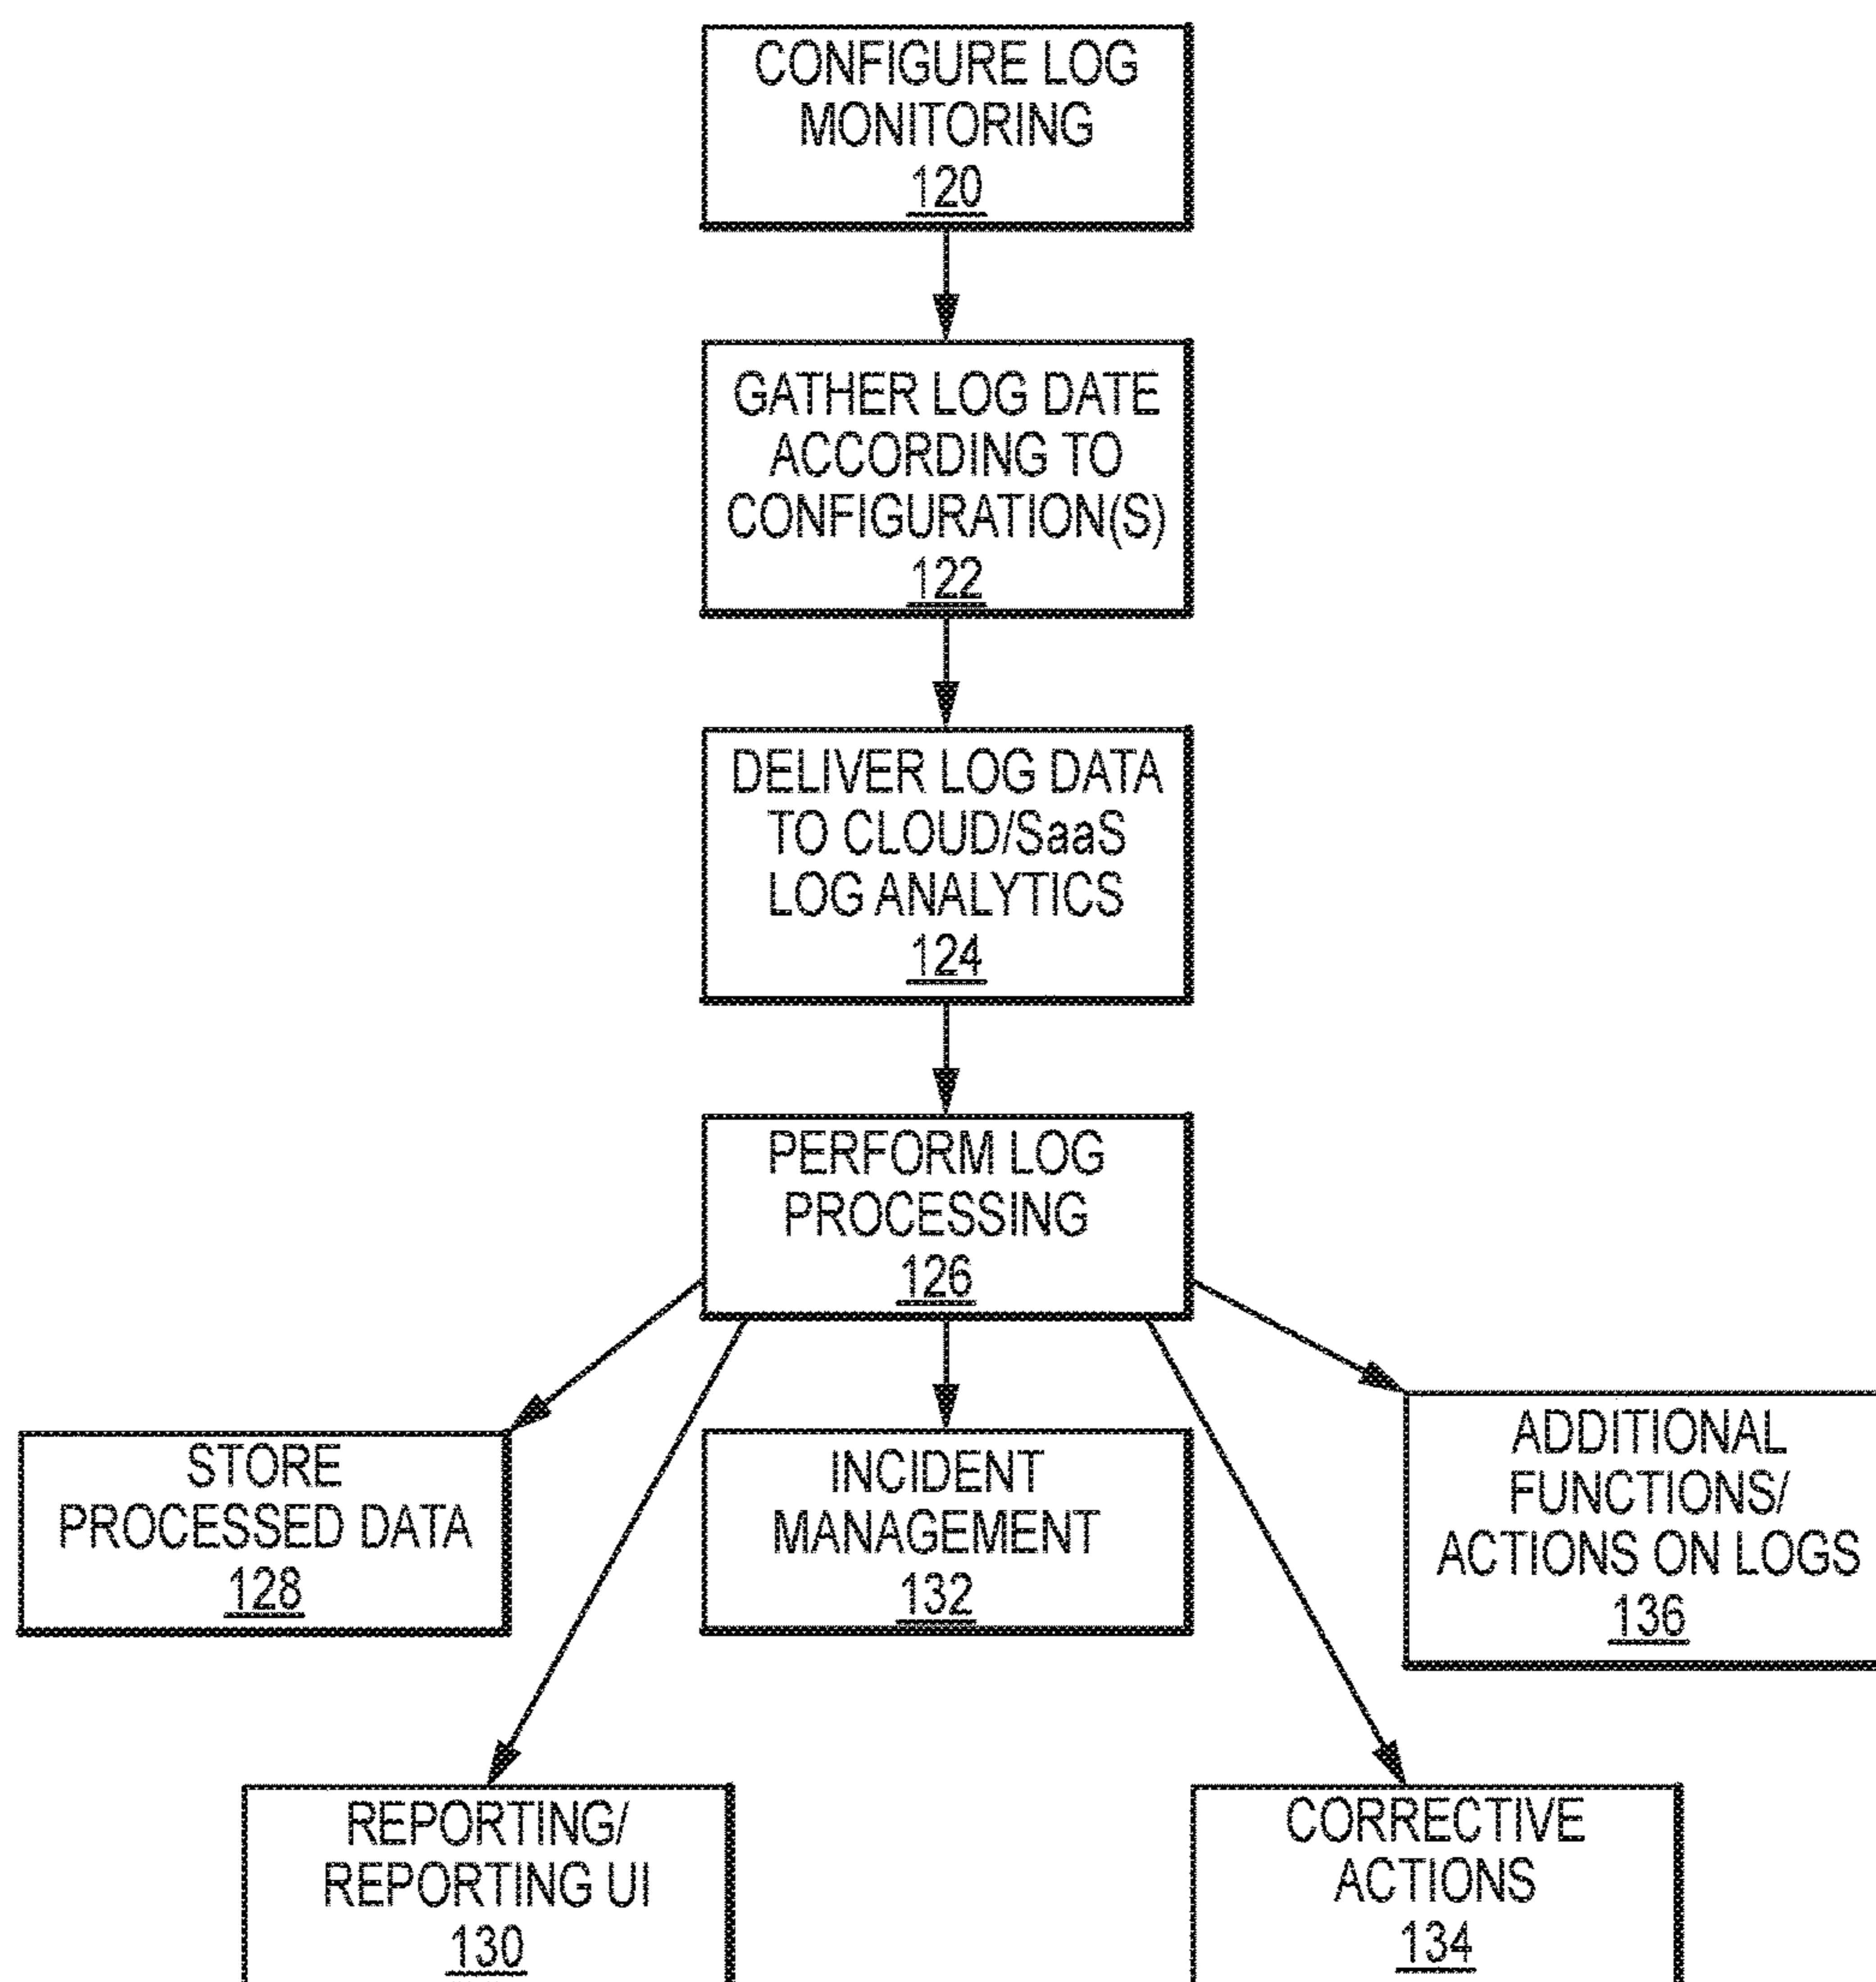 CONFIGURE LOG
MONITORING
120
GATHER LOG DATE
ACCORDING TO
CONFIGURATION(S)
122
DELIVER LOG DATA
TO CLOUD/SaaS
LOG ANALYTICS
124
PERFORM LOG
PROCESSING
126
STORE
PROCESSED DATA
128
INCIDENT
MANAGEMENT
132
ADDITIONAL
FUNCTIONS/
ACTIONS ON LOGS
136
REPORTING/
REPORTING UI
130
CORRECTIVE
ACTIONS
134